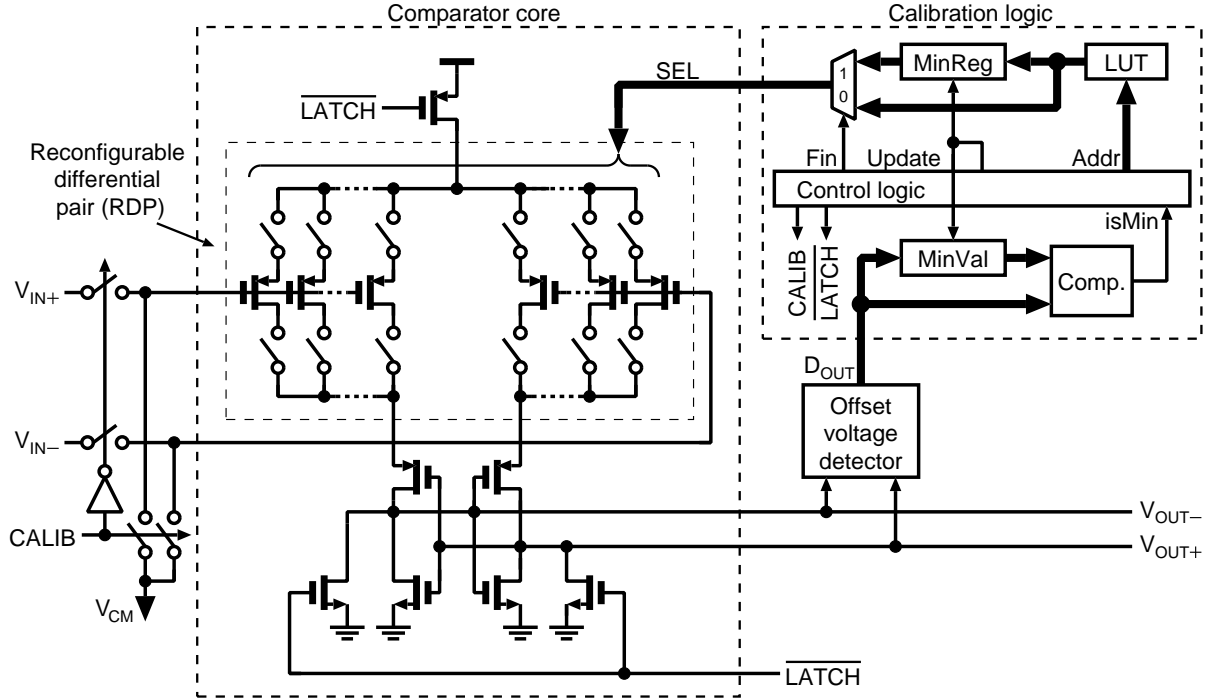 Comparator core
Calibration logic
SEL
1
0
MinReg
LUT
LATCH
Reconfigurable
differential
pair (RDP)
Fin
Update
Addr
Control logic
isMin
CALIB
LATCH
MinVal
Comp.
VIN+
DOUT
Offset
voltage
detector
VIN−
CALIB
VOUT−
VOUT+
VCM
LATCH